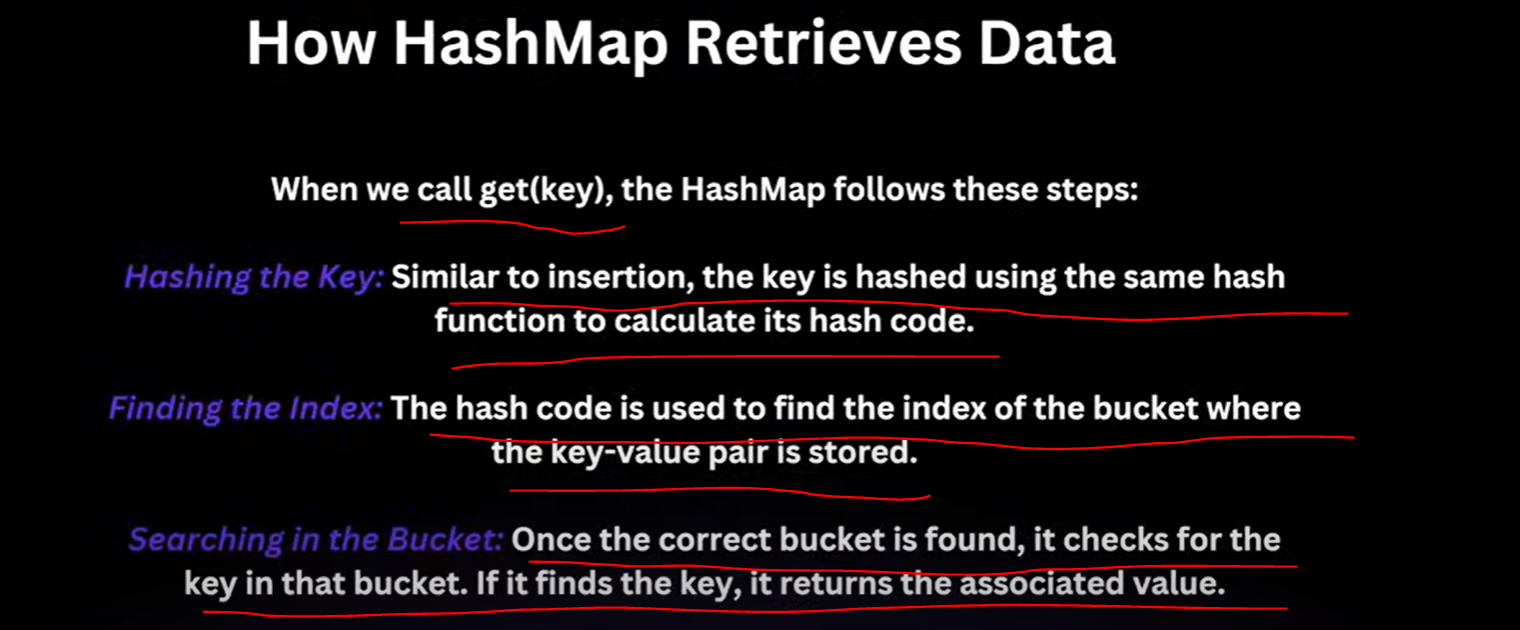 How HashMap Retrieves Data
When we call get(key), the HashMap follows these steps:
Hashing the Key: Similar to insertion, the key is hashed using the same hash
function to calculate its hash code.
Finding the Index: The hash code is used to find the index of the bucket where
the key-value pair is stored.
Searching in the Bucket: Once the correct bucket is found, it checks for the
key in that bucket. If it finds the key, it returns the associated value.